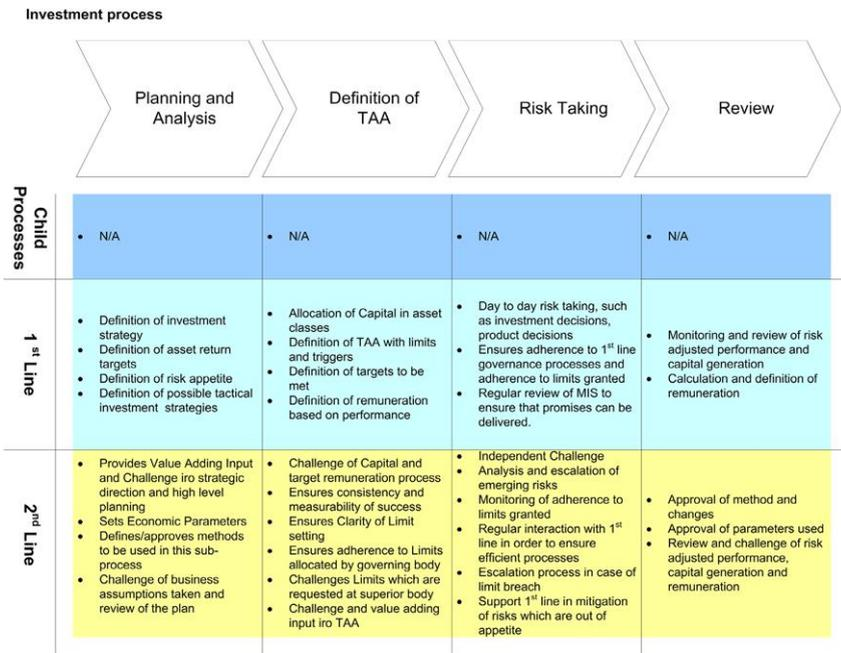 Investment process
Planning and
Analysis
Definition of
TAA
Risk Taking
Review
Child
Processes
• N/A
• N/A
• N/A
• N/A
1st Line
• Definition of investment
strategy
• Definition of asset return
targets
• Definition of risk appetite
• Definition of possible tactical
investment strategies
• Allocation of Capital in asset
classes
• Definition of TAA with limits
and triggers
• Definition of targets to be
met
• Definition of remuneration
based on performance
• Day to day risk taking, such
as investment decisions,
product decisions
• Ensures adherence to 1st line
governance processes and
adherence to limits granted
• Regular review of MIS to
ensure that promises can be
delivered.
• Monitoring and review of risk
adjusted performance and
capital generation
• Calculation and definition of
remuneration
2nd Line
• Provides Value Adding Input
and Challenge iro strategic
direction and high level
planning
• Sets Economic Parameters
• Defines/approves methods
to be used in this sub-
process
• Challenge of business
assumptions taken and
review of the plan
• Challenge of Capital and
target remuneration process
• Ensures consistency and
measurability of success
• Ensures Clarity of Limit
setting
• Ensures adherence to Limits
allocated by governing body
• Challenges Limits which are
requested at superior body
• Challenge and value adding
input iro TAA
• Independent Challenge
• Analysis and escalation of
emerging risks
• Monitoring of adherence to
limits granted
• Regular interaction with 1st
line in order to ensure
efficient processes
• Escalation process in case of
limit breach
• Support 1st line in mitigation
of risks which are out of
appetite
• Approval of method and
changes
• Approval of parameters used
• Review and challenge of risk
adjusted performance,
capital generation and
remuneration